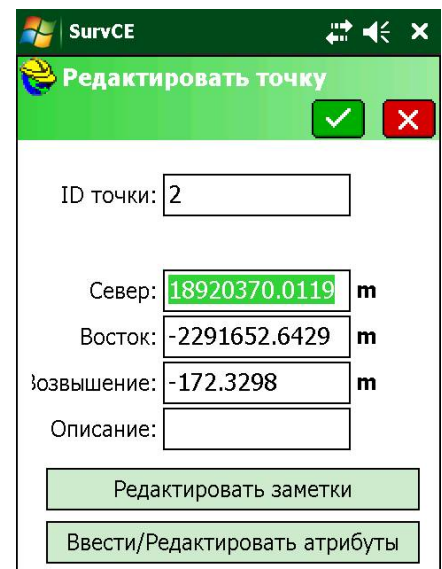 SurvCE
Редактировать точку
ID точки: 2
Север: 18920370.0119 m
Восток: -2291652.6429 m
Возвышение: -172.3298 m
Описание:
Редактировать заметки
Ввести/Редактировать атрибуты